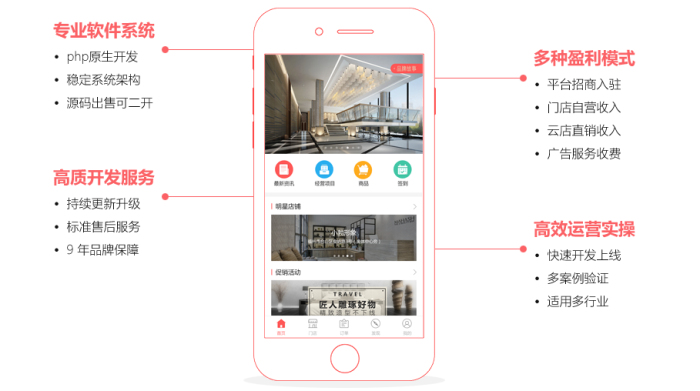 专业软件系统
• php原生开发
• 稳定系统架构
• 源码出售可二开
高质开发服务
• 持续更新升级
• 标准售后服务
• 9 年品牌保障
最新资讯
经营项目
商品
签到
明星店铺
小武形象
促销活动
TRAVEL
匠人雕琢好物
首页
门店
订单
发现
我的
多种盈利模式
• 平台招商入驻
• 门店自营收入
• 云店直销收入
• 广告服务收费
高效运营实操
• 快速开发上线
• 多案例验证
• 适用多行业